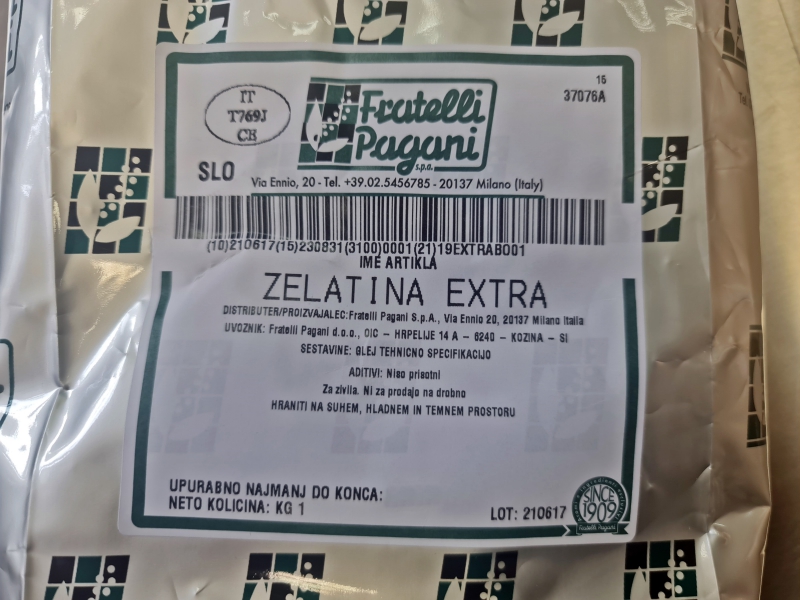 IT
T769J
CE
Fratelli
Pagani
s.p.a.
15
37076A
SLO
Via Ennio, 20 - Tel. +39.02.5456785 - 20137 Milano (Italy)
(10)210617(15)230831(3100)0001(21)19EXTRAB001
IME ARTIKLA
ZELATINA EXTRA
DISTRIBUTER/PROIZVAJALEC:Fratelli Pagani S.p.A., Via Ennio 20, 20137 Milano Italia
UVOZNIK: Fratelli Pagani d.o.o., OIC - HRPELIJE 14 A - 6240 - KOZINA - SI
SESTAVINE: GLEJ TEHNICNO SPECIFIKACIJO
ADITIVI: Niso prisotni
Za zivila. Ni za prodajo na drobno
HRANITI NA SUHEM, HLADNEM IN TEMNEM PROSTORU
UPURABNO NAJMANJ DO KONCA:
NETO KOLICINA: KG 1
LOT: 210617
SINCE
1909
Fratelli Pagani